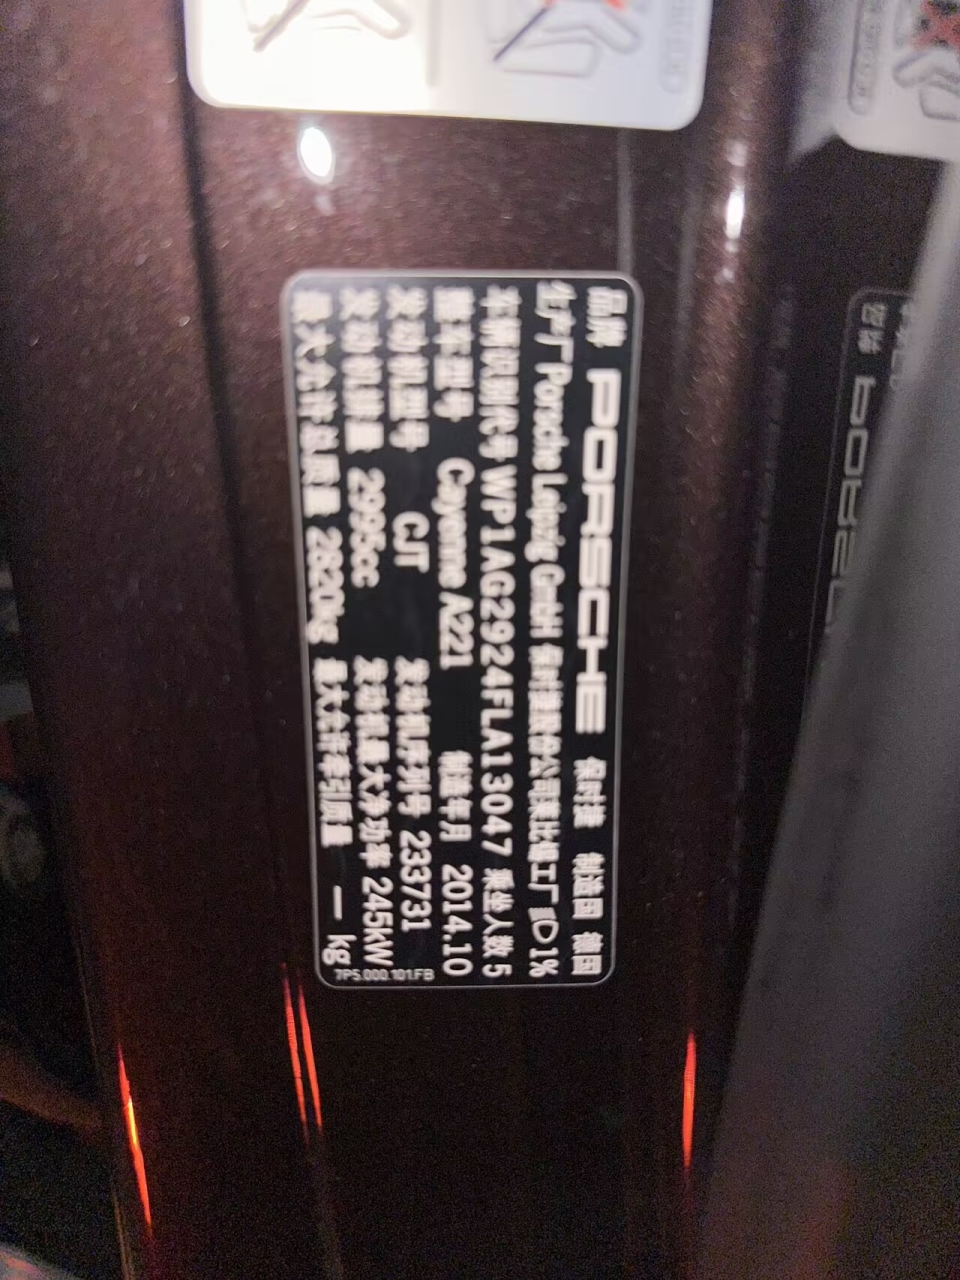 品牌 PORSCHE 保时捷 制造国 德国
生产厂 Porsche Leipzig GmbH 保时捷股份公司莱比锡工厂 1%
车辆识别代号 WP1AG2924FLA13047 乘坐人数 5
整车型号 Cayenne A221 制造年月 2014.10
发动机型号 CJT 发动机序列号 233731
发动机排量 2995cc 发动机最大净功率 245kW
最大允许总质量 2820kg 最大允许牵引质量 — kg
7P5.000.101.FB